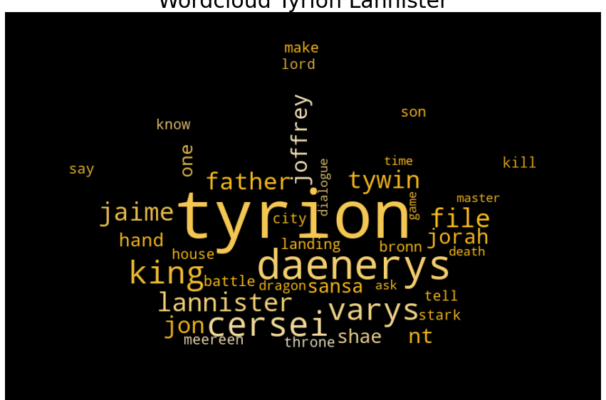 Wordcloud Tyrion Lannister
make
lord
son
joffrey
know
one
say
time
kill
dialogue
father
tywin
master
game
jaime
tyrion
city
file
hand
landing
bronn
jorah
house
death
king
daenerys
battle
dragon
sansa
ask
tell
lannister
varys
stark
jon
cersei
meereen
throne
shae
nt